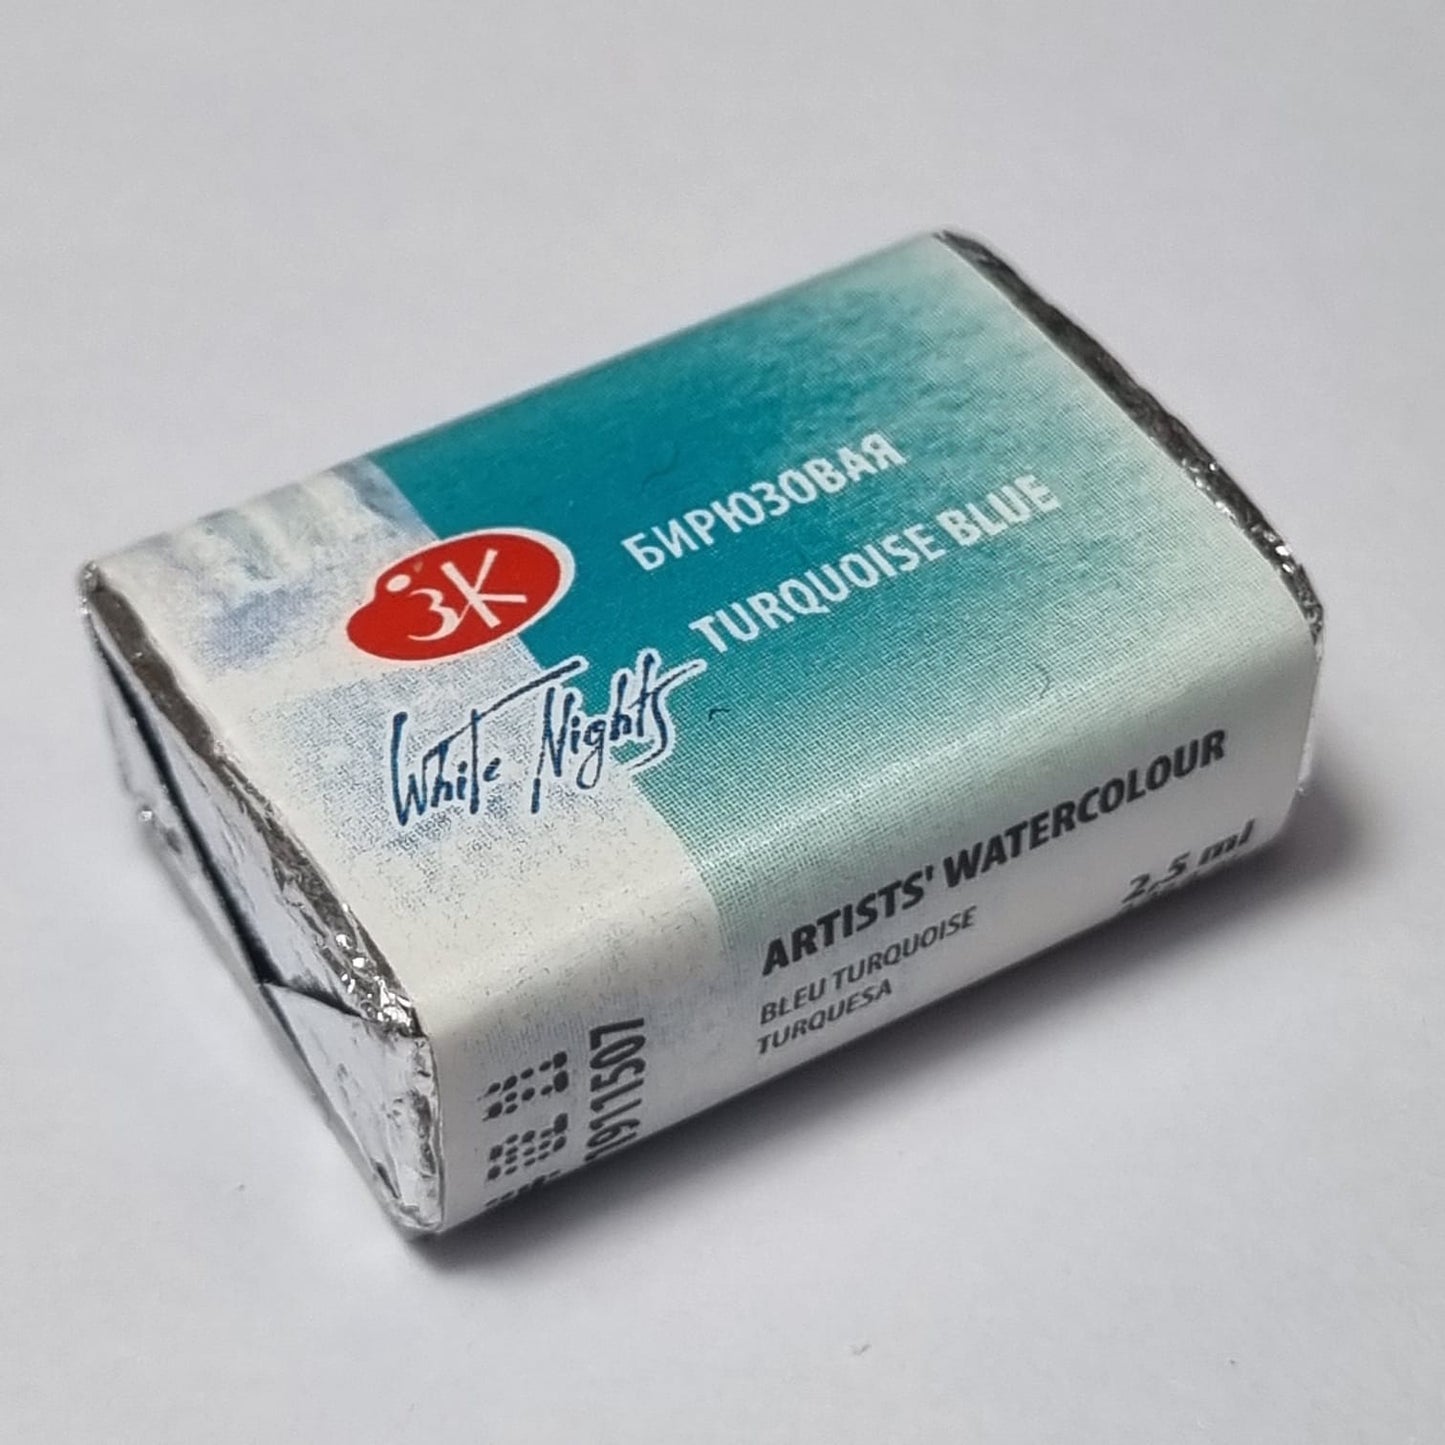 ЗК
БИРЮЗОВАЯ
TURQUOISE BLUE
White Nights
ARTISTS' WATERCOLOUR
2,5 ml
BLEU TURQUOISE
TURQUESA